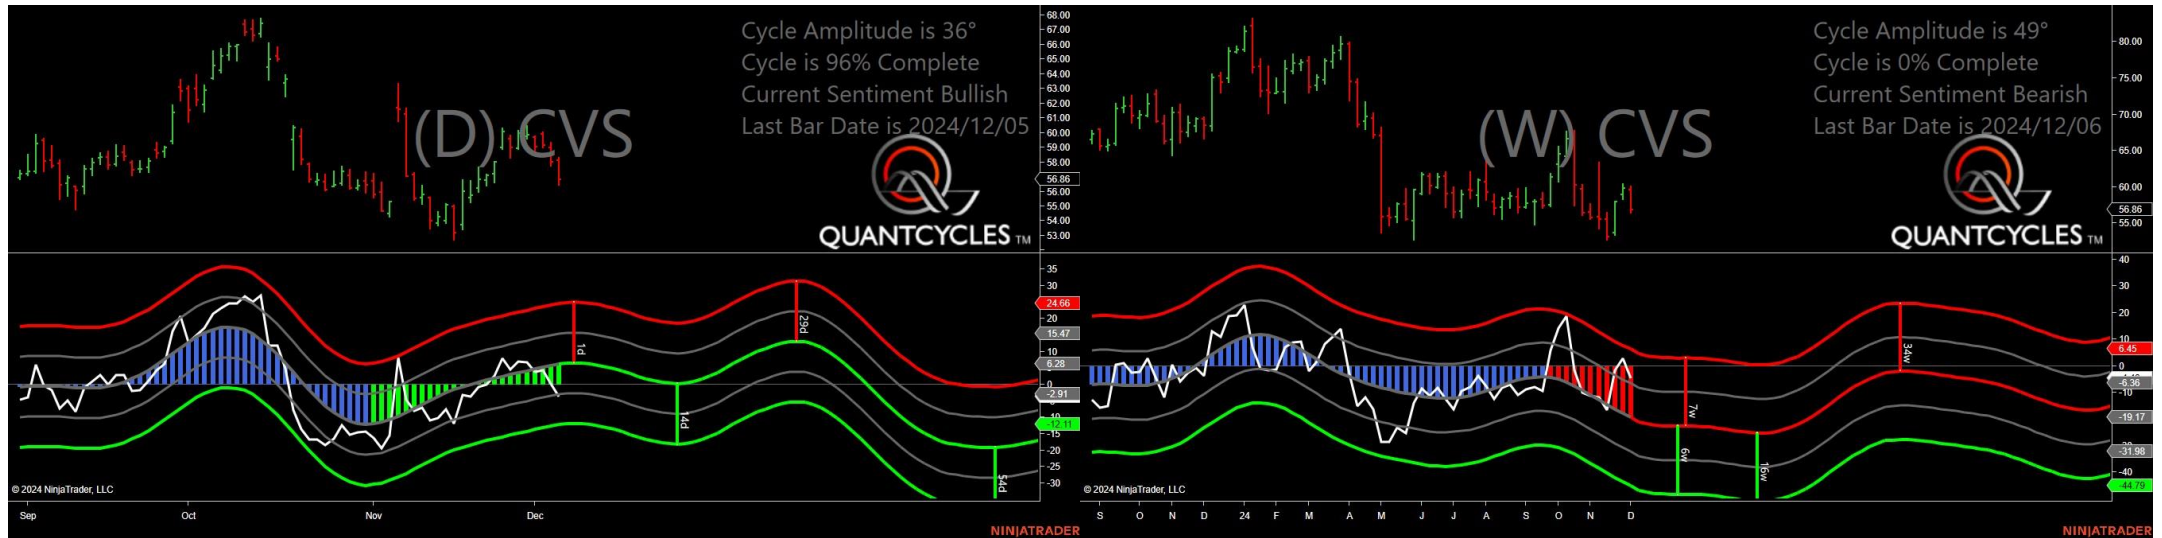 Cycle Amplitude is 36°
Cycle is 96% Complete
Current Sentiment Bullish
Last Bar Date is 2024/12/05
(D) CVS
QUANTCYCLES TM
68.00
67.00
66.00
65.00
64.00
63.00
62.00
61.00
60.00
59.00
58.00
56.86
56.00
55.00
54.00
53.00
35
30
24.66
20
15.47
10
6.28
0
-2.91
-10
-12.11
-15
-20
-25
-30
1d
14d
29d
54d
© 2024 NinjaTrader, LLC
Sep Oct Nov Dec
NINJATRADER
Cycle Amplitude is 49°
Cycle is 0% Complete
Current Sentiment Bearish
Last Bar Date is 2024/12/06
(W) CVS
QUANTCYCLES TM
80.00
75.00
70.00
65.00
60.00
56.86
55.00
40
30
20
10
6.45
0
-6.36
-10
-19.17
-31.98
-40
-44.79
7w
6w
16w
34w
© 2024 NinjaTrader, LLC
S O N D 24 F M A M J J A S O N D
NINJATRADER